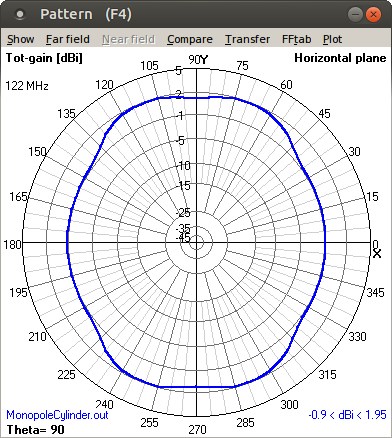 Pattern (F4)
Show Far field Near field Compare Transfer FFtab Plot
Tot-gain [dBi] Horizontal plane
122 MHz
5
90 Y
105 75
120 60
135 45
150 30
165 15
180 0
X
195 345
210 330
225 315
240 300
255 285
270
2
-1
-5
-10
-15
-25
-35
-45
MonopoleCylinder.out -0.9 < dBi < 1.95
Theta= 90